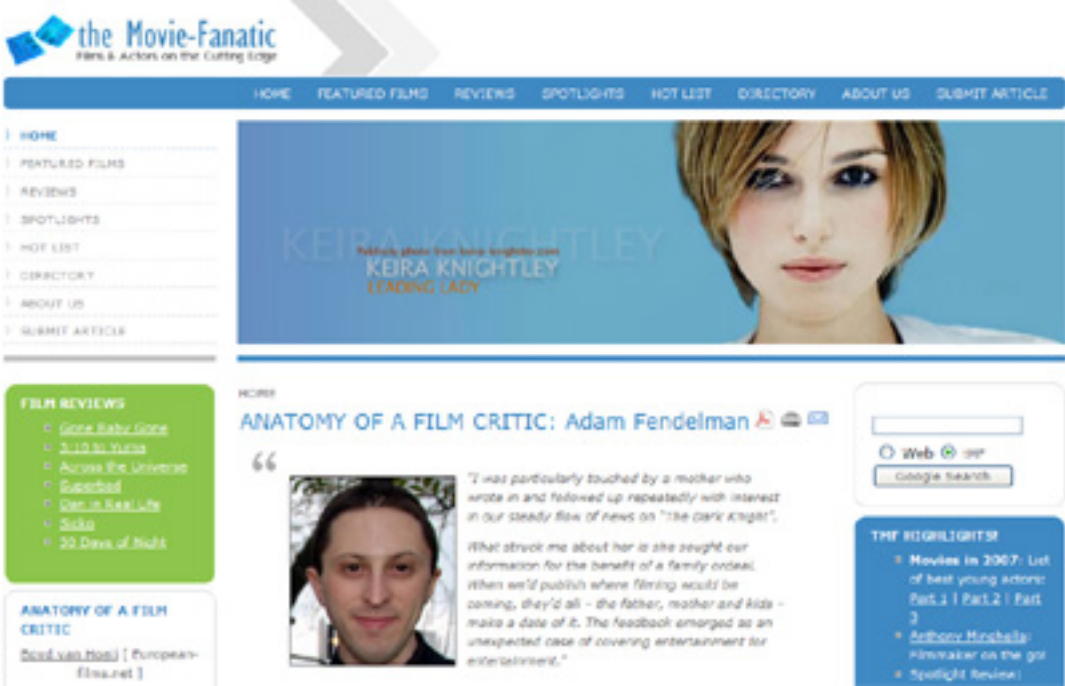 the Movie-Fanatic
Films & Actors on the Cutting Edge
HOME FEATURED FILMS REVIEWS SPOTLIGHTS HOT LIST DIRECTORY ABOUT US SUBMIT ARTICLE
HOME
FEATURED FILMS
REVIEWS
SPOTLIGHTS
HOT LIST
DIRECTORY
ABOUT US
SUBMIT ARTICLE
KEIRA KNIGHTLEY
Publicity photo from
KEIRA KNIGHTLEY
LEADING LADY
FILM REVIEWS
Gone Baby Gone
3:10 to Yuma
Across the Universe
Superbad
Dan in Real Life
Sicko
30 Days of Night
ANATOMY OF A FILM
CRITIC
Boyd van Hoeij [ European-
films.net ]
HOME
ANATOMY OF A FILM CRITIC: Adam Fendelman
"I was particularly touched by a mother who
wrote in and followed up repeatedly with interest
in our steady flow of news on "The Dark Knight".
What struck me about her is she sought our
information for the benefit of a family ordeal.
When we'd publish where filming would be
coming, they'd all – the father, mother and kids –
make a date of it. The feedback emerged as an
unexpected case of covering entertainment for
entertainment."
Web
Google Search
TMF HIGHLIGHTS!
Movies in 2007: List
of best young actors:
Part 1 | Part 2 | Part
3
Anthony Minghella:
Filmmaker on the go!
Spotlight Review: